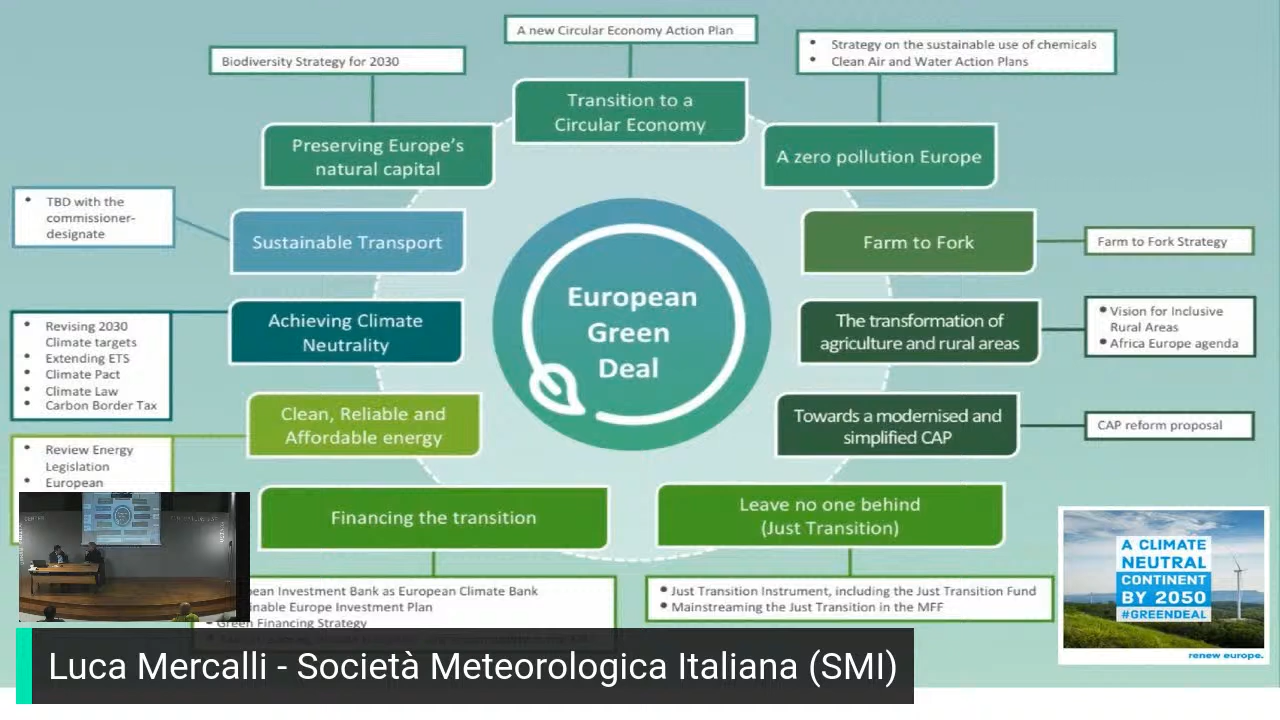 A new Circular Economy Action Plan
Biodiversity Strategy for 2030
• Strategy on the sustainable use of chemicals
• Clean Air and Water Action Plans
Transition to a
Circular Economy
Preserving Europe's
natural capital
A zero pollution Europe
• TBD with the
commissioner-
designate
Sustainable Transport
Farm to Fork
Farm to Fork Strategy
European
Green
Deal
• Revising 2030
Climate targets
• Extending ETS
• Climate Pact
• Climate Law
• Carbon Border Tax
Achieving Climate
Neutrality
The transformation of
agriculture and rural areas
• Vision for Inclusive
Rural Areas
• Africa Europe agenda
Clean, Reliable and
Affordable energy
Towards a modernised and
simplified CAP
CAP reform proposal
• Review Energy
Legislation
• European
Financing the transition
Leave no one behind
(Just Transition)
Investment Bank as European Climate Bank
Europe Investment Plan
Green Financing Strategy
• Just Transition Instrument, including the Just Transition Fund
• Mainstreaming the Just Transition in the MFF
A CLIMATE
NEUTRAL
CONTINENT
BY 2050
#GREENDEAL
renew europe.
Luca Mercalli - Società Meteorologica Italiana (SMI)